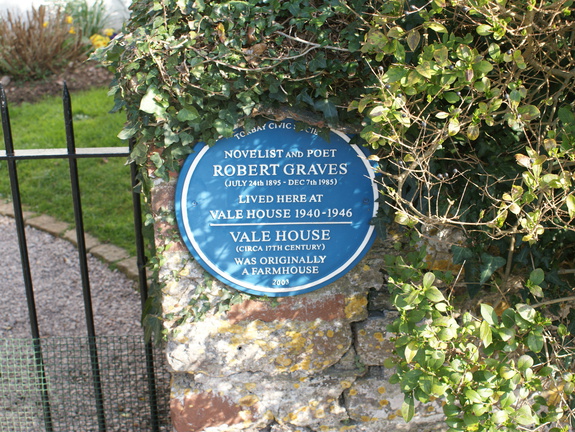 TORBAY CIVIC
NOVELIST AND POET
ROBERT GRAVES
(JULY 24th 1895 - DEC 7th 1985)
LIVED HERE AT
VALE HOUSE 1940-1946
VALE HOUSE
(CIRCA 17TH CENTURY)
WAS ORIGINALLY
A FARMHOUSE